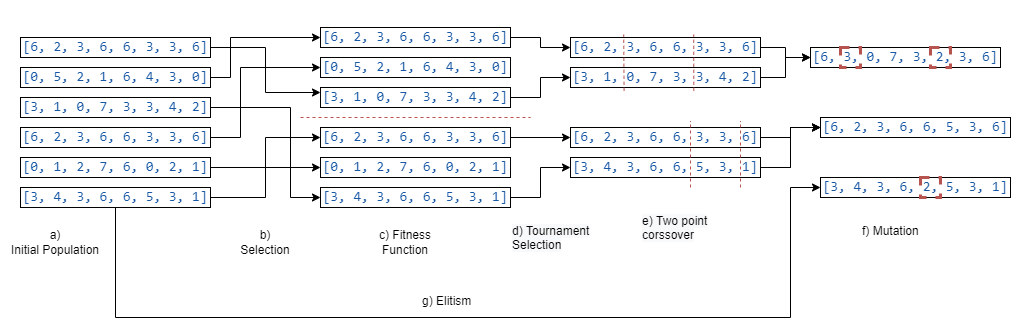 [6, 2, 3, 6, 6, 3, 3, 6]
[0, 5, 2, 1, 6, 4, 3, 0]
[3, 1, 0, 7, 3, 3, 4, 2]
[6, 2, 3, 6, 6, 3, 3, 6]
[0, 1, 2, 7, 6, 0, 2, 1]
[3, 4, 3, 6, 6, 5, 3, 1]
a)
Initial Population
b)
Selection
[6, 2, 3, 6, 6, 3, 3, 6]
[0, 5, 2, 1, 6, 4, 3, 0]
[3, 1, 0, 7, 3, 3, 4, 2]
[6, 2, 3, 6, 6, 3, 3, 6]
[0, 1, 2, 7, 6, 0, 2, 1]
[3, 4, 3, 6, 6, 5, 3, 1]
c) Fitness
Function
d) Tournament
Selection
[6, 2, 3, 6, 6, 3, 3, 6]
[3, 1, 0, 7, 3, 3, 4, 2]
[6, 2, 3, 6, 6, 3, 3, 6]
[3, 4, 3, 6, 6, 5, 3, 1]
e) Two point
corssover
[6, 3, 0, 7, 3, 2, 3, 6]
[6, 2, 3, 6, 6, 5, 3, 6]
[3, 4, 3, 6, 2, 5, 3, 1]
f) Mutation
g) Elitism